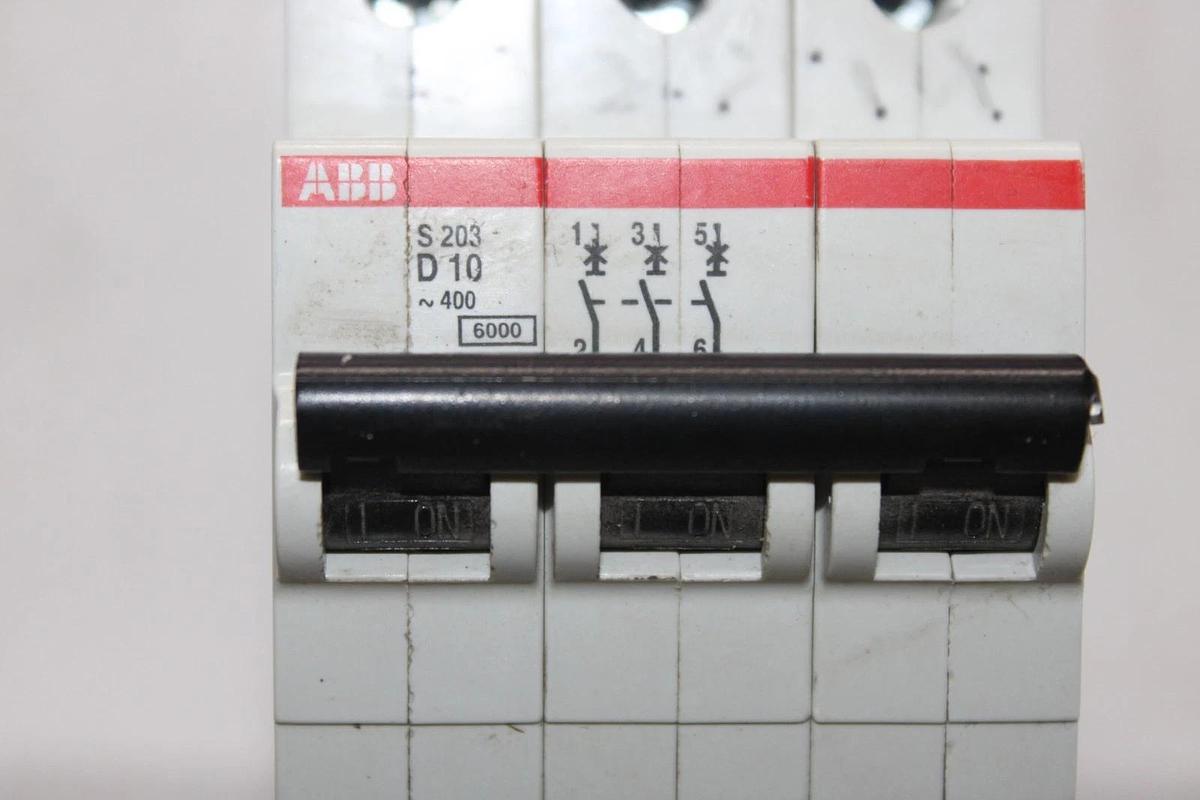 ABB
S 203
D 10
~ 400
6000
1 3 5
2 4 6
I ON I ON I ON